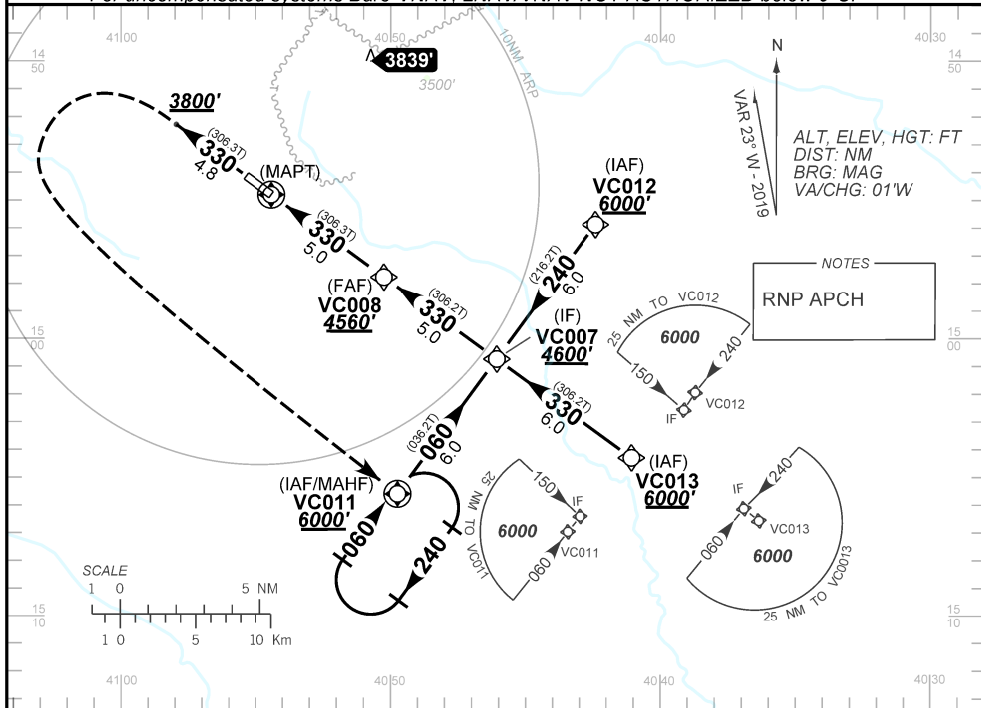 41 00
40 50
40 40
40 30
14 50
14 50
3839'
3500'
10NM ARP
N
VAR 23° W - 2019
ALT, ELEV, HGT: FT
DIST: NM
BRG: MAG
VA/CHG: 01'W
3800'
(306.3T)
330
4.8
(MAPT)
(306.3T)
330
5.0
(IAF)
VC012
6000'
(216.2T)
240
6.0
(FAF)
VC008
4560'
(306.2T)
330
5.0
(IF)
VC007
4600'
NOTES
RNP APCH
25 NM TO VC012
6000
150
240
IF
VC012
15 00
15 00
(306.2T)
330
6.0
(036.2T)
060
6.0
(IAF)
VC013
6000'
(IAF/MAHF)
VC011
6000'
060
240
25 NM TO VC011
150
6000
IF
060
VC011
240
IF
VC013
060
6000
25 NM TO VC0013
SCALE
1 0 5 NM
1 0 5 10 Km
15 10
15 10
41 00
40 50
40 40
40 30